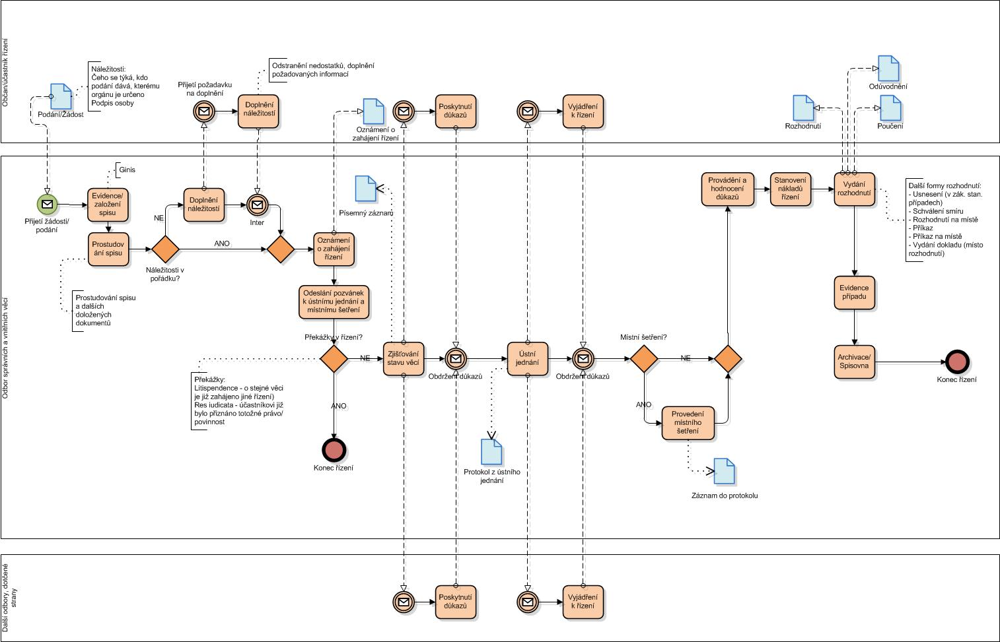 Občan/účastník řízení
Podání/Žádost
Náležitosti:
Čeho se týká, kdo
podání dává, kterému
orgánu je určeno
Podpis osoby
Přijetí požadavku
na doplnění
Doplnění
náležitostí
Odstranění nedostatků, doplnění
požadovaných informací
Oznámení o
zahájení řízení
Poskytnutí
důkazů
Vyjádření
k řízení
Rozhodnutí
Odůvodnění
Poučení
Odbor správních a vnitřních věcí
Přijetí žádosti/
podání
Ginis
Evidence/
založení
spisu
Prostudov
ání spisu
Prostudování spisu
a dalších
doložených
dokumentů
NE
Náležitosti v
pořádku?
Doplnění
náležitostí
Inter
ANO
Oznámení
o zahájení
řízení
Odeslání pozvánek
k ústnímu jednání a
místnímu šetření
Překážky v řízení?
Překážky:
Litispendence - o stejné věci
je již zahájeno jiné řízení)
Res iudicata - účastníkovi již
bylo přiznáno totožné právo/
povinnost
NE
ANO
Konec řízení
Písemný záznam
Zjišťování
stavu věcí
Obdržení důkazů
Ústní
jednání
Protokol z ústního
jednání
Obdržení důkazů
Místní šetření?
NE
ANO
Provedení
místního
šetření
Záznam do protokolu
Provádění a
hodnocení
důkazů
Stanovení
nákladů
řízení
Vydání
rozhodnutí
Další formy rozhodnutí:
- Usnesení (v zák. stan.
případech)
- Schválení smíru
- Rozhodnutí na místě
- Příkaz
- Příkaz na místě
- Vydání dokladu (místo
rozhodnutí)
Evidence
případu
Archivace/
Spisovna
Konec řízení
Další odbory, dotčené
strany
Poskytnutí
důkazů
Vyjádření
k řízení